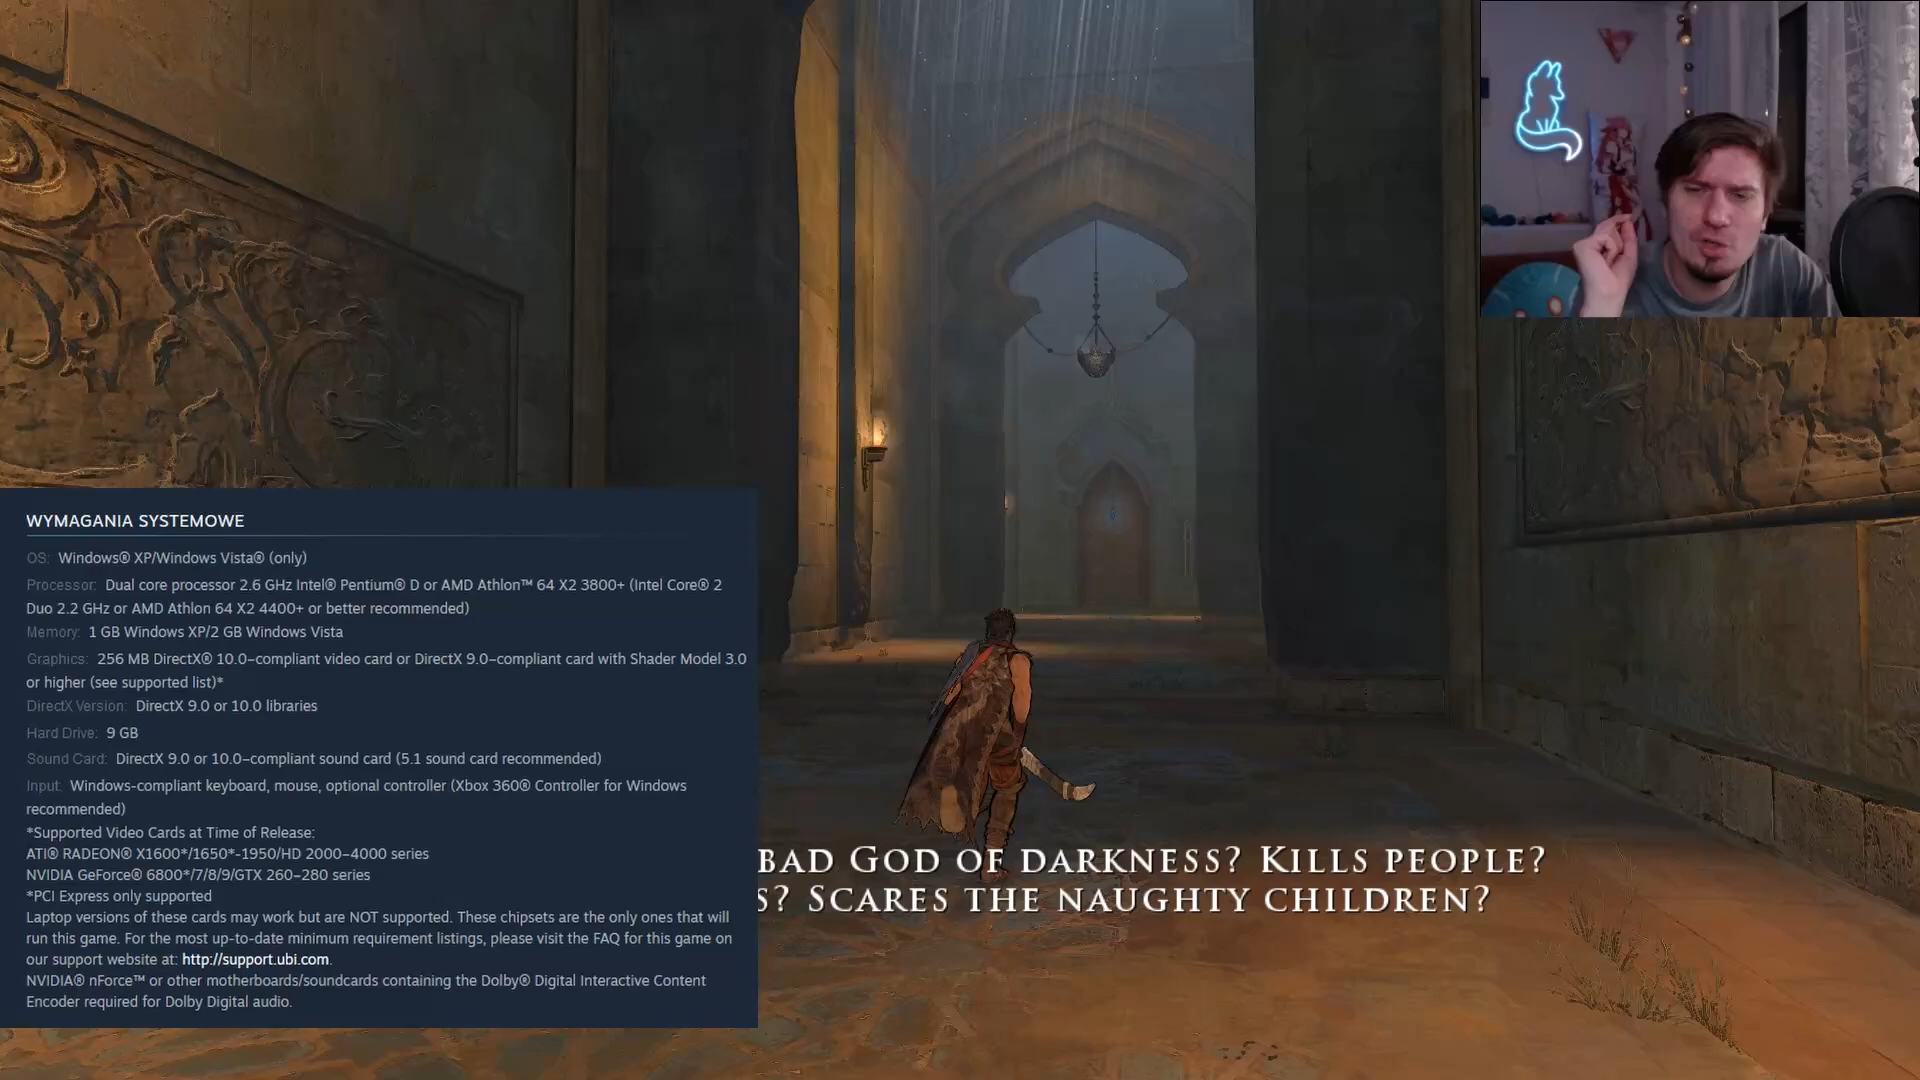 WYMAGANIA SYSTEMOWE
OS: Windows® XP/Windows Vista® (only)
Processor: Dual core processor 2.6 GHz Intel® Pentium® D or AMD Athlon™ 64 X2 3800+ (Intel Core® 2
Duo 2.2 GHz or AMD Athlon 64 X2 4400+ or better recommended)
Memory: 1 GB Windows XP/2 GB Windows Vista
Graphics: 256 MB DirectX® 10.0–compliant video card or DirectX 9.0–compliant card with Shader Model 3.0
or higher (see supported list)*
DirectX Version: DirectX 9.0 or 10.0 libraries
Hard Drive: 9 GB
Sound Card: DirectX 9.0 or 10.0–compliant sound card (5.1 sound card recommended)
Input: Windows-compliant keyboard, mouse, optional controller (Xbox 360® Controller for Windows
recommended)
*Supported Video Cards at Time of Release:
ATI® RADEON® X1600*/1650*-1950/HD 2000–4000 series
NVIDIA GeForce® 6800*/7/8/9/GTX 260–280 series
*PCI Express only supported
Laptop versions of these cards may work but are NOT supported. These chipsets are the only ones that will
run this game. For the most up-to-date minimum requirement listings, please visit the FAQ for this game on
our support website at: http://support.ubi.com.
NVIDIA® nForce™ or other motherboards/soundcards containing the Dolby® Digital Interactive Content
Encoder required for Dolby Digital audio.
BAD GOD OF DARKNESS? KILLS PEOPLE?
S? SCARES THE NAUGHTY CHILDREN?